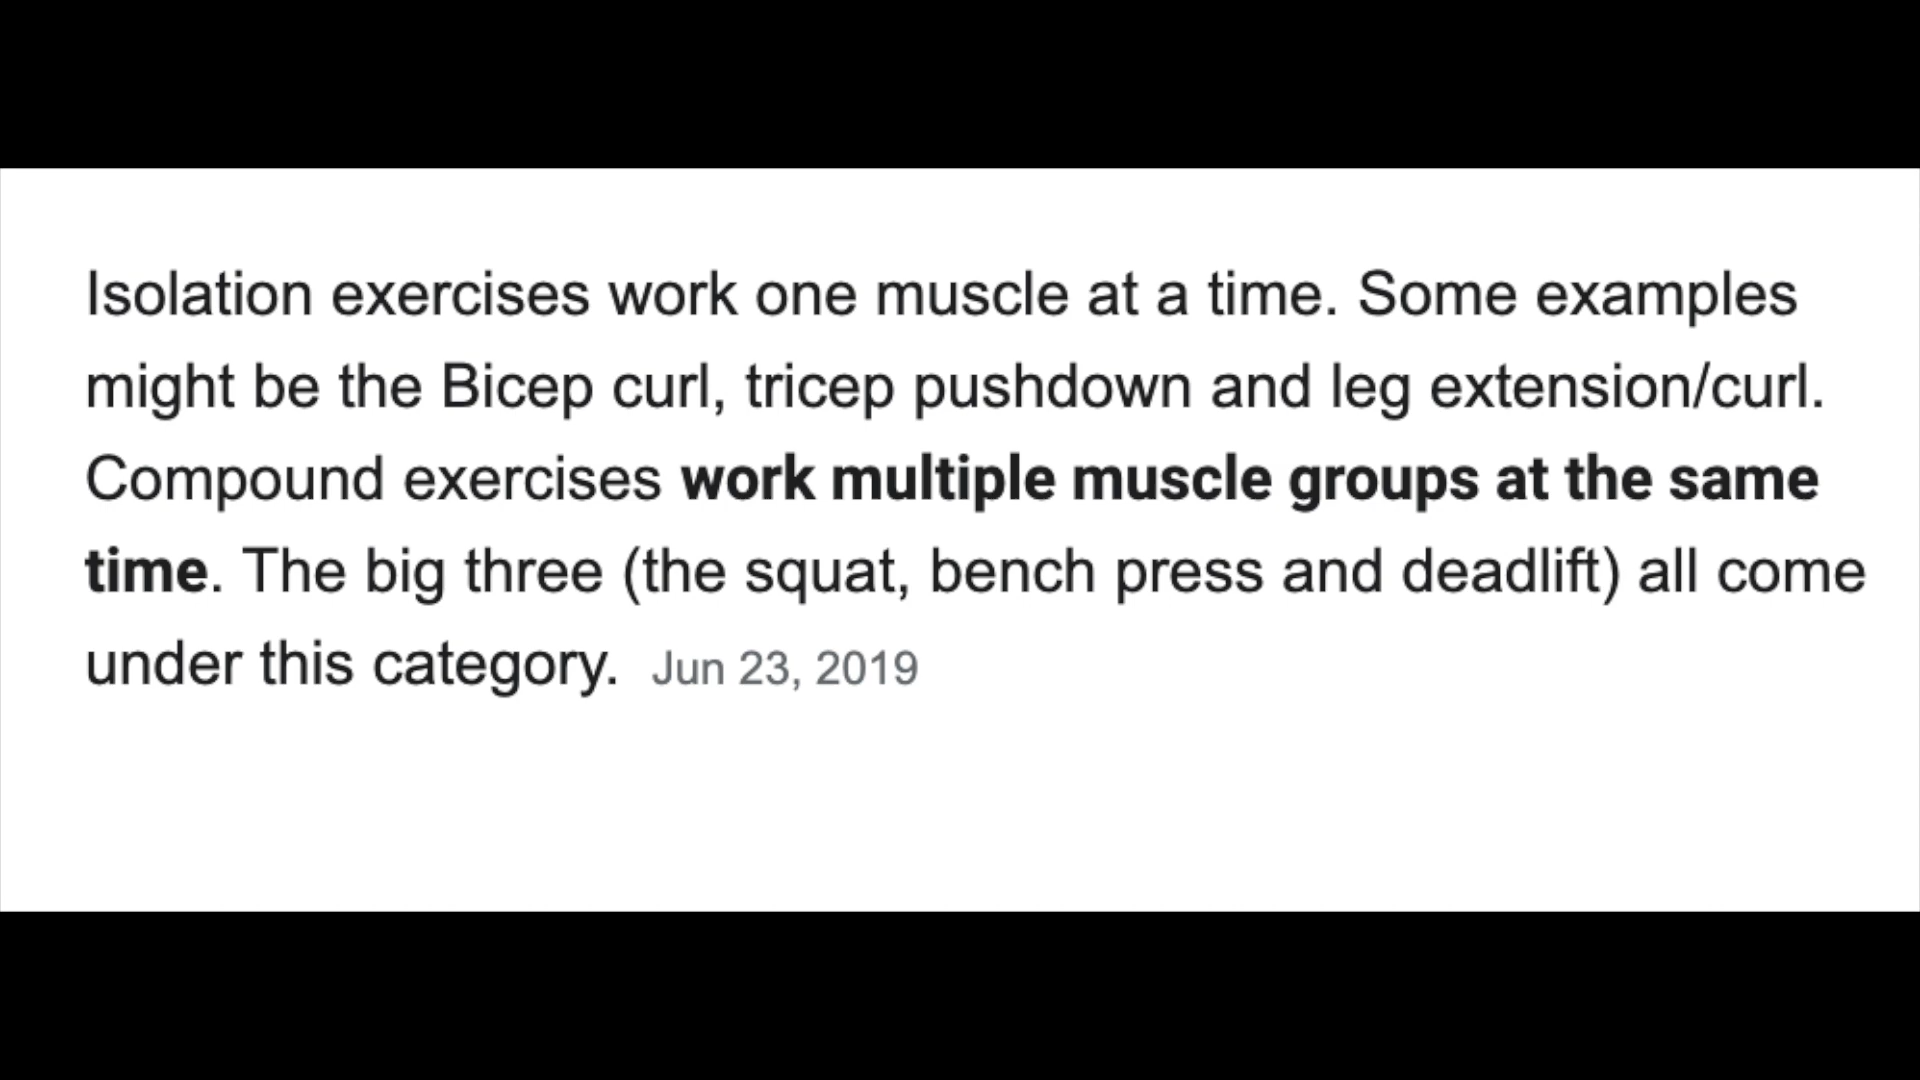 Isolation exercises work one muscle at a time. Some examples
might be the Bicep curl, tricep pushdown and leg extension/curl.
Compound exercises work multiple muscle groups at the same
time. The big three (the squat, bench press and deadlift) all come
under this category. Jun 23, 2019